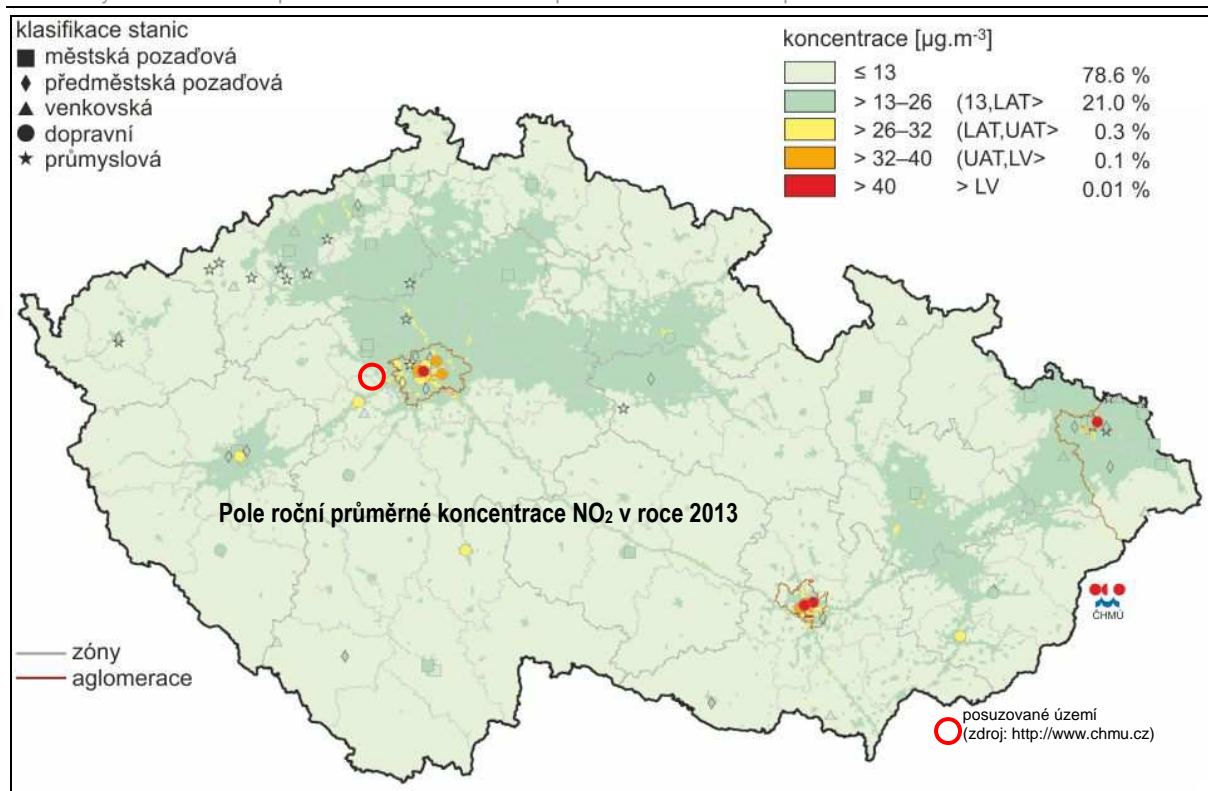 klasifikace stanic
městská pozaďová
předměstská pozaďová
venkovská
dopravní
průmyslová
koncentrace [µg.m-3]
≤ 13 78.6 %
> 13–26 (13,LAT> 21.0 %
> 26–32 (LAT,UAT> 0.3 %
> 32–40 (UAT,LV> 0.1 %
> 40 > LV 0.01 %
Pole roční průměrné koncentrace NO2 v roce 2013
ČHMÚ
zóny
aglomerace
posuzované území
(zdroj: http://www.chmu.cz)